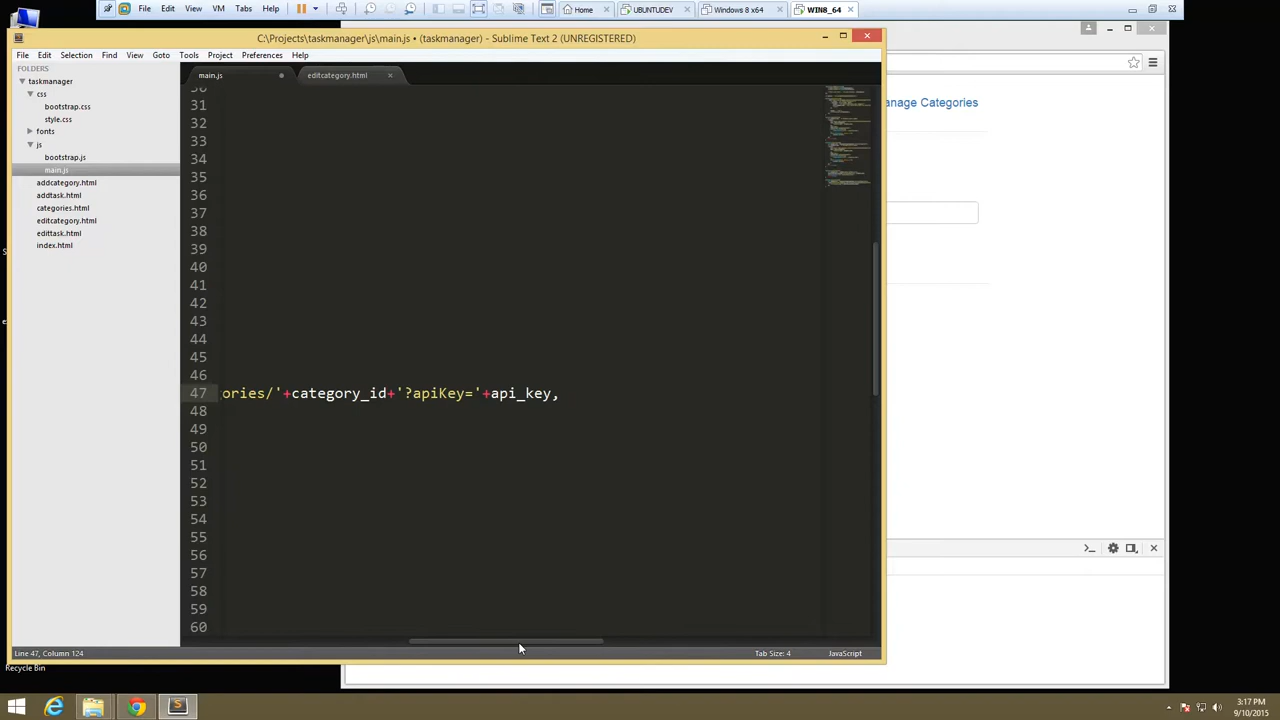 File Edit View VM Tabs Help
Home
UBUNTUDEV
Windows 8 x64
WIN8_64
C:\Projects\taskmanager\js\main.js • (taskmanager) - Sublime Text 2 (UNREGISTERED)
File Edit Selection Find View Goto Tools Project Preferences Help
FOLDERS
taskmanager
css
bootstrap.css
style.css
fonts
js
bootstrap.js
main.js
addcategory.html
addtask.html
categories.html
editcategory.html
edittask.html
index.html
main.js
editcategory.html
30
31
32
33
34
35
36
37
38
39
40
41
42
43
44
45
46
47 ories/'+category_id+'?apiKey='+api_key,
48
49
50
51
52
53
54
55
56
57
58
59
60
anage Categories
Line 47, Column 124
Tab Size: 4
JavaScript
Recycle Bin
3:17 PM
9/10/2015